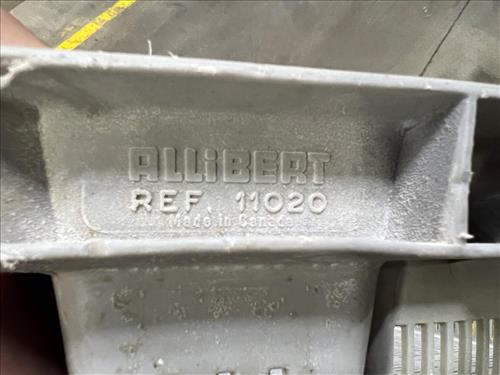 ALLiBERT
REF. 11020
Made in Canada